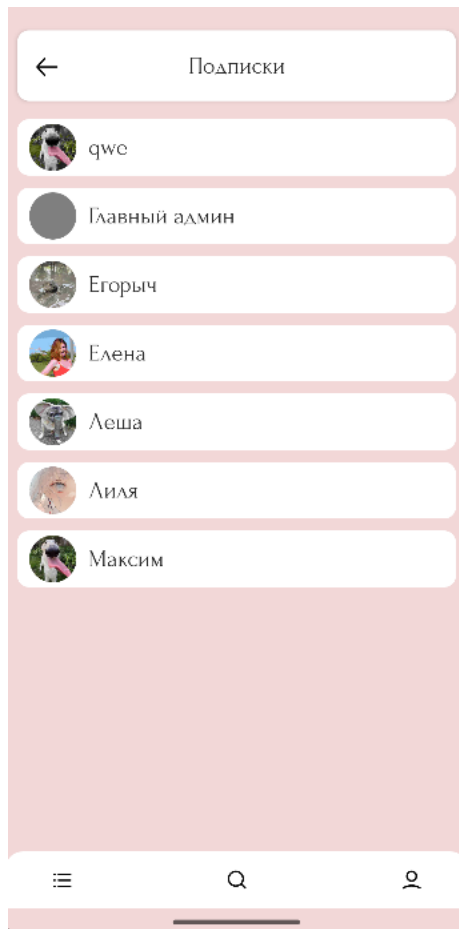 Подписки
qwe
Главный админ
Егорыч
Елена
Леша
Лиля
Максим